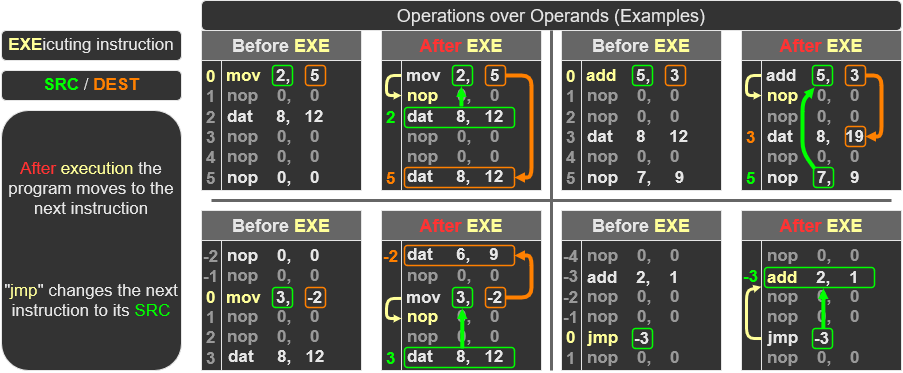 Operations over Operands (Examples)
EXEicuting instruction
SRC / DEST
After execution the
program moves to the
next instruction
"jmp" changes the next
instruction to its SRC
Before EXE
0 mov 2, 5
1 nop 0, 0
2 dat 8, 12
3 nop 0, 0
4 nop 0, 0
5 nop 0, 0
After EXE
mov 2, 5
nop 0, 0
2 dat 8, 12
nop 0, 0
nop 0, 0
5 dat 8, 12
Before EXE
0 add 5, 3
1 nop 0, 0
2 nop 0, 0
3 dat 8 12
4 nop 0, 0
5 nop 7, 9
After EXE
add 5, 3
nop 0, 0
nop 0, 0
3 dat 8, 19
nop 0, 0
5 nop 7, 9
Before EXE
-2 nop 0, 0
-1 nop 0, 0
0 mov 3, -2
1 nop 0, 0
2 nop 0, 0
3 dat 8, 12
After EXE
-2 dat 6, 9
nop 0, 0
mov 3, -2
nop 0, 0
nop 0, 0
3 dat 8, 12
Before EXE
-4 nop 0, 0
-3 add 2, 1
-2 nop 0, 0
-1 nop 0, 0
0 jmp -3
1 nop 0, 0
After EXE
nop 0, 0
-3 add 2, 1
nop 0, 0
nop 0, 0
jmp -3
nop 0, 0